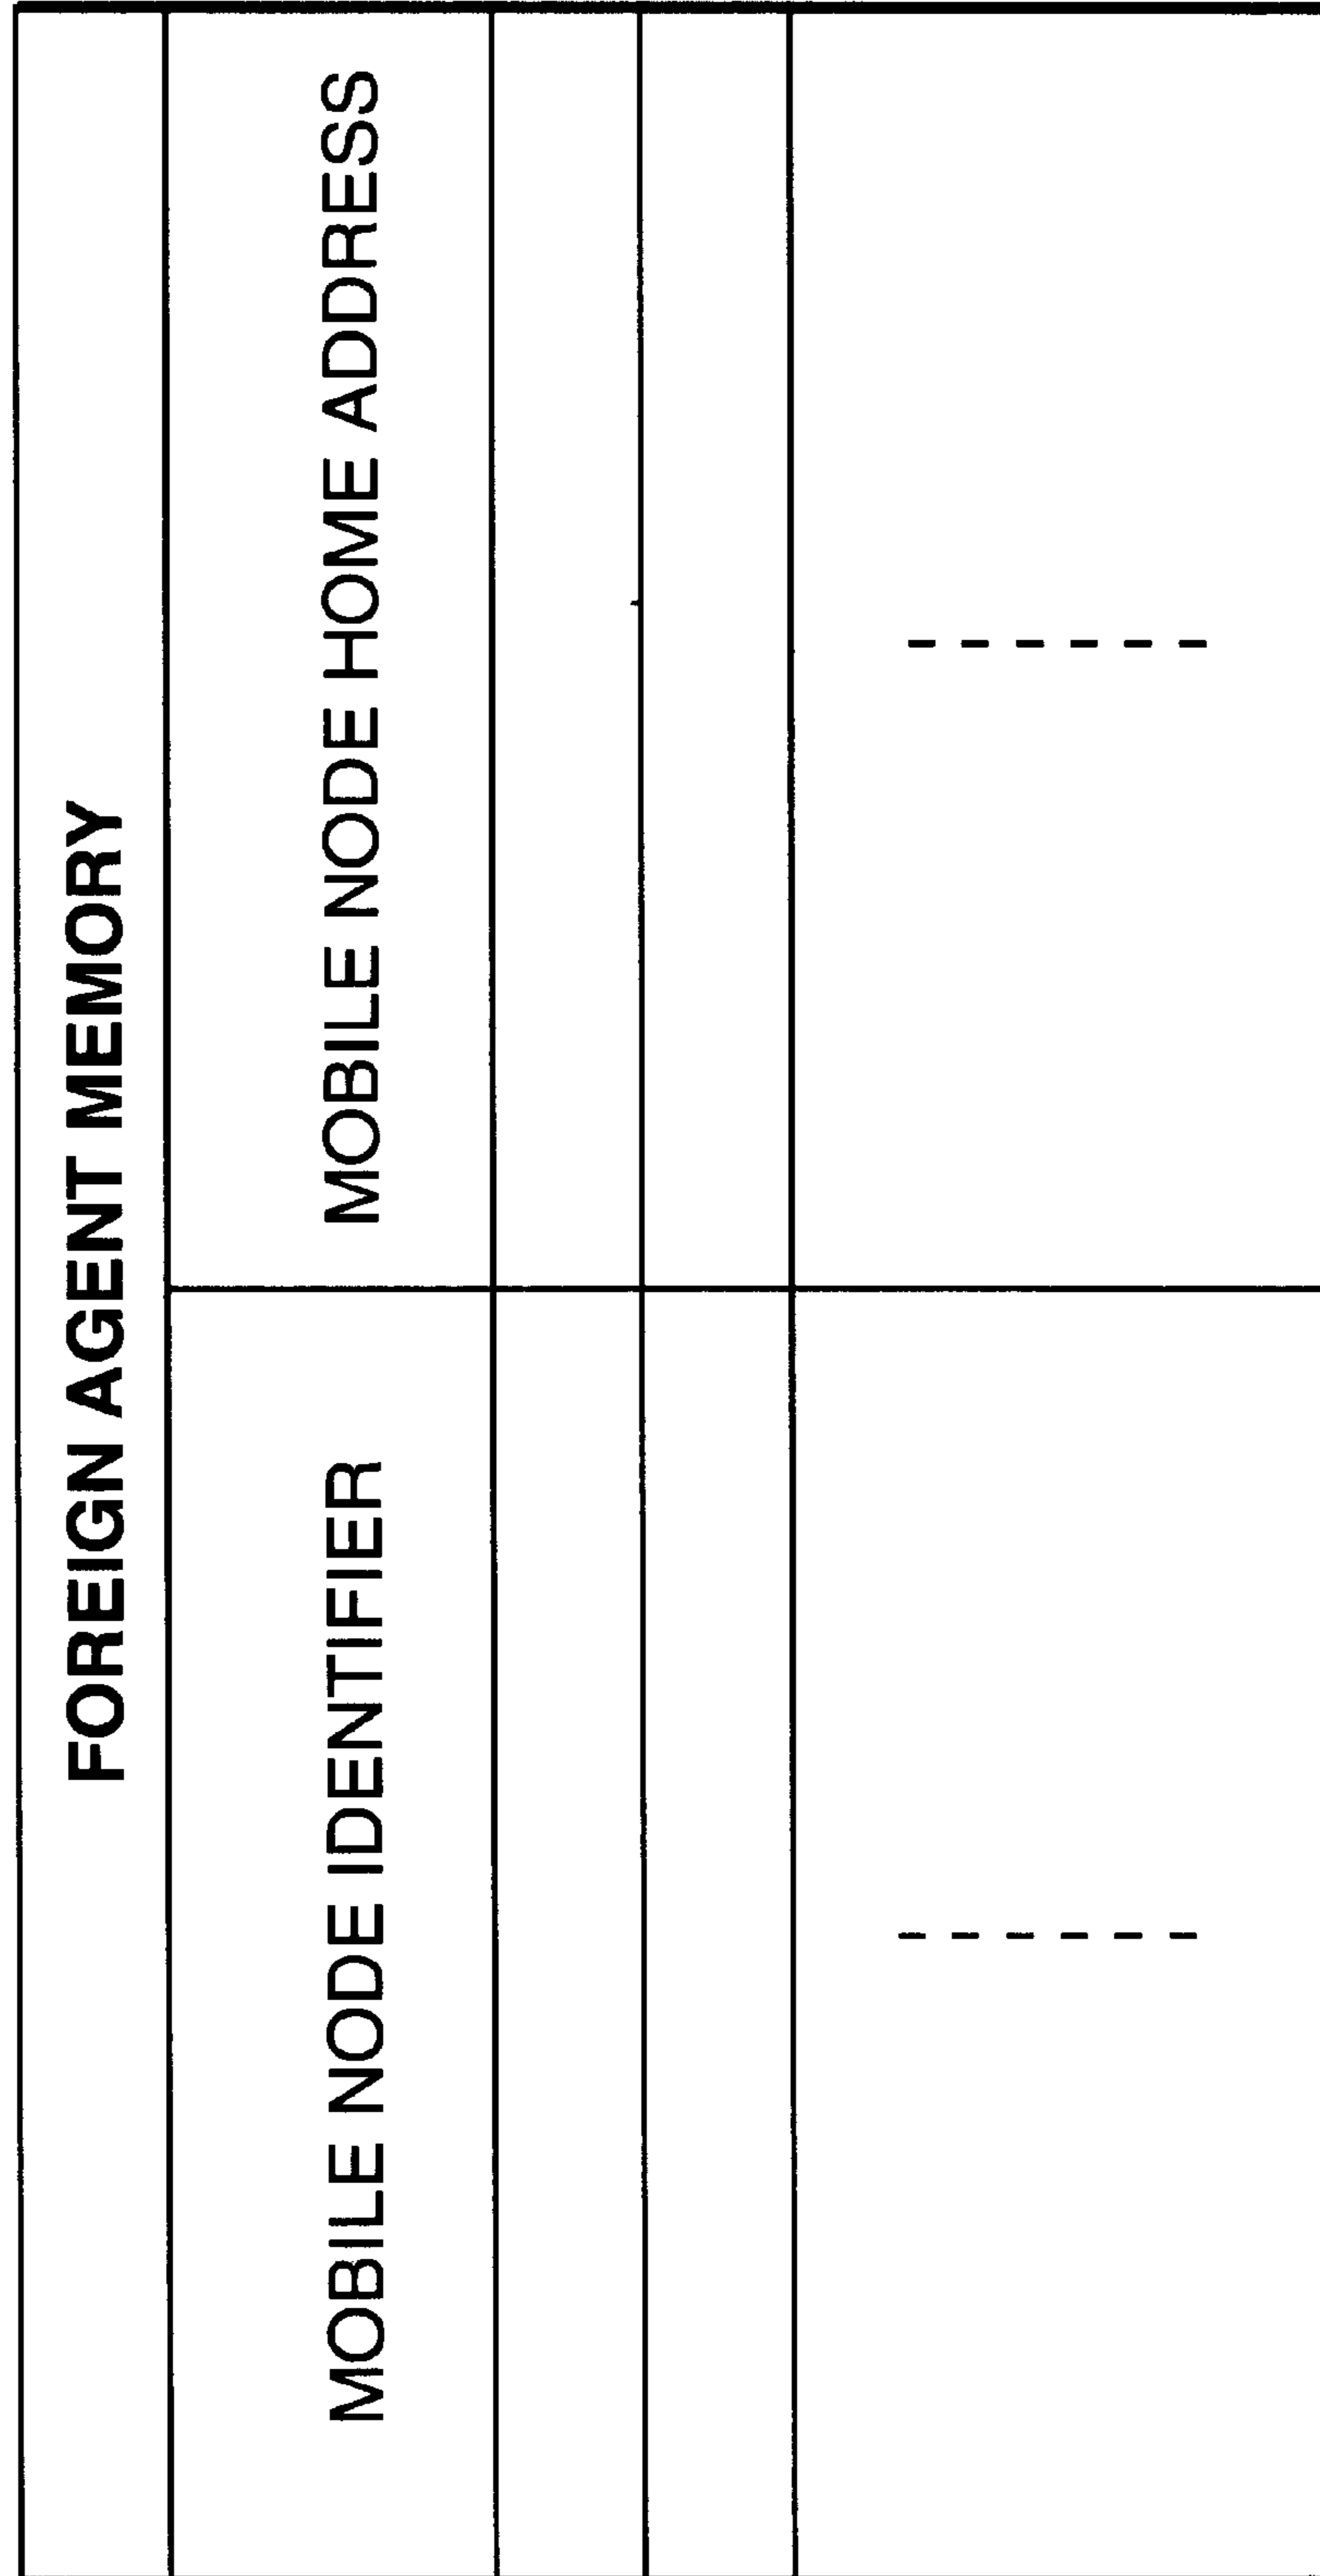 FOREIGN AGENT MEMORY
MOBILE NODE IDENTIFIER
MOBILE NODE HOME ADDRESS